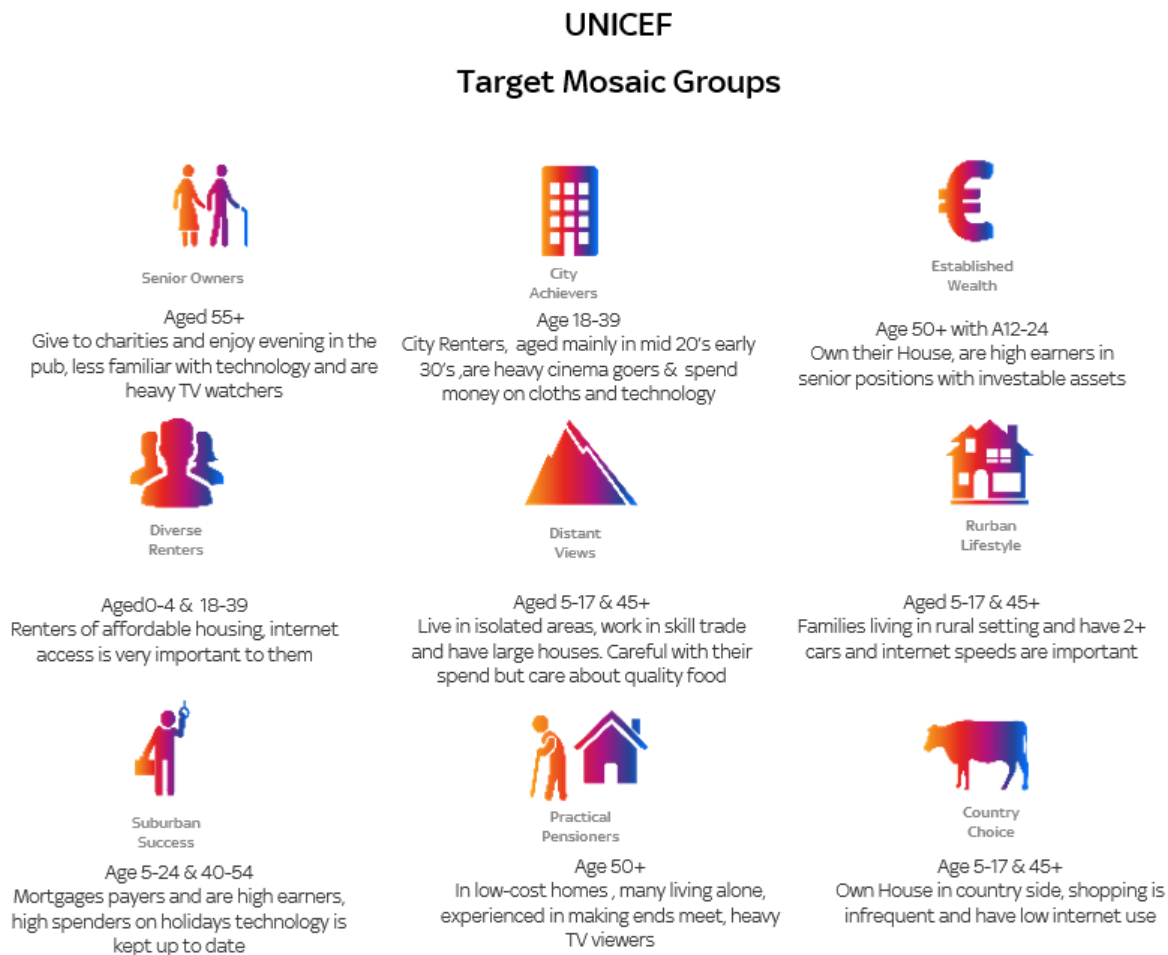 UNICEF
Target Mosaic Groups
Senior Owners
Aged 55+
Give to charities and enjoy evening in the
pub, less familiar with technology and are
heavy TV watchers
City
Achievers
Age 18-39
City Renters, aged mainly in mid 20's early
30's ,are heavy cinema goers & spend
money on cloths and technology
Established
Wealth
Age 50+ with A12-24
Own their House, are high earners in
senior positions with investable assets
Diverse
Renters
Aged0-4 & 18-39
Renters of affordable housing, internet
access is very important to them
Distant
Views
Aged 5-17 & 45+
Live in isolated areas, work in skill trade
and have large houses. Careful with their
spend but care about quality food
Rurban
Lifestyle
Aged 5-17 & 45+
Families living in rural setting and have 2+
cars and internet speeds are important
Suburban
Success
Age 5-24 & 40-54
Mortgages payers and are high earners,
high spenders on holidays technology is
kept up to date
Practical
Pensioners
Age 50+
In low-cost homes , many living alone,
experienced in making ends meet, heavy
TV viewers
Country
Choice
Age 5-17 & 45+
Own House in country side, shopping is
infrequent and have low internet use